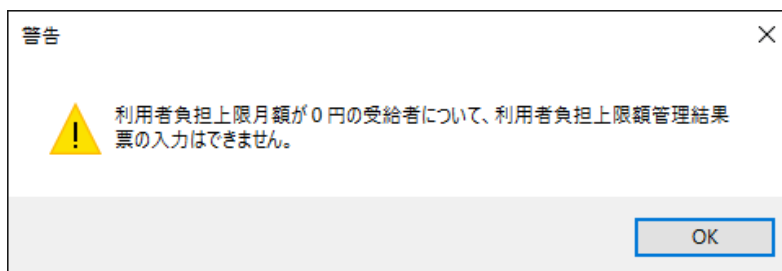 警告
利用者負担上限月額が０円の受給者について、利用者負担上限額管理結果
票の入力はできません。
OK